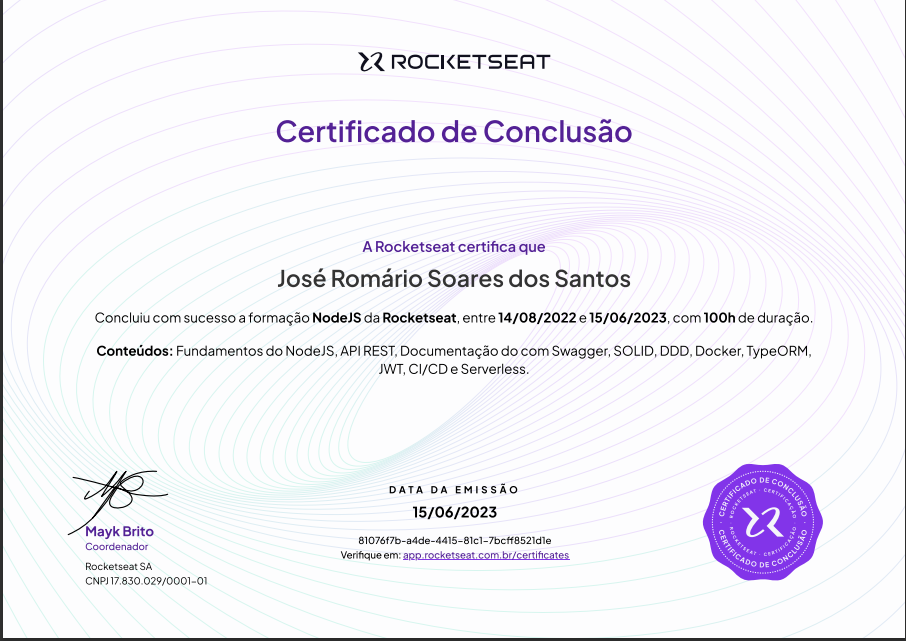 ROCKETSEAT
Certificado de Conclusão
A Rocketseat certifica que
José Romário Soares dos Santos
Concluiu com sucesso a formação NodeJS da Rocketseat, entre 14/08/2022 e 15/06/2023, com 100h de duração.
Conteúdos: Fundamentos do NodeJS, API REST, Documentação do com Swagger, SOLID, DDD, Docker, TypeORM,
JWT, CI/CD e Serverless.
Mayk Brito
Coordenador
Rocketseat SA
CNPJ 17.830.029/0001-01
DATA DA EMISSÃO
15/06/2023
81076f7b-a4de-4415-81c1-7bcff8521d1e
Verifique em: app.rocketseat.com.br/certificates
CERTIFICADO DE CONCLUSÃO
ROCKETSEAT · CERTIFICAÇÃO
ROCKETSEAT · CERTIFICAÇÃO
CERTIFICADO DE CONCLUSÃO